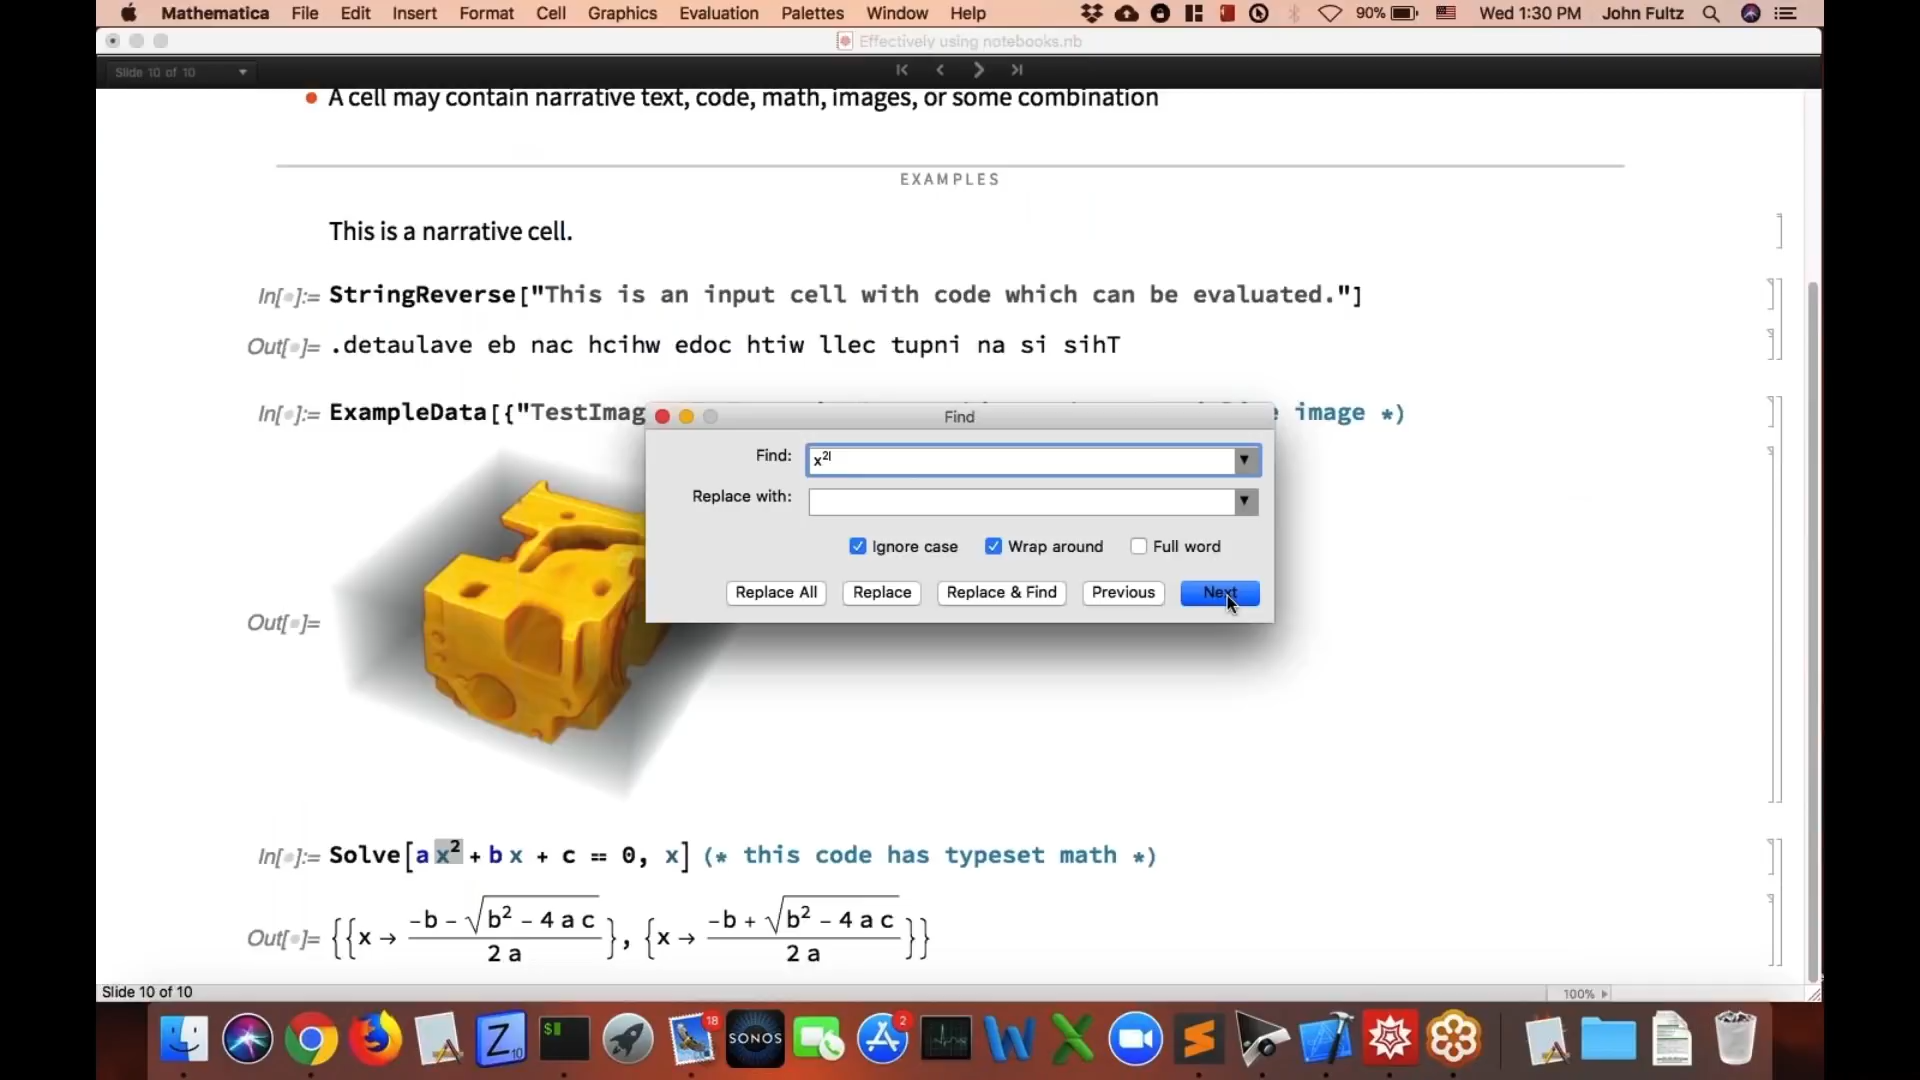 Mathematica File Edit Insert Format Cell Graphics Evaluation Palettes Window Help 90% Wed 1:30 PM John Fultz
Effectively using notebooks.nb
Slide 10 of 10
A cell may contain narrative text, code, math, images, or some combination
EXAMPLES
This is a narrative cell.
In[•]:= StringReverse["This is an input cell with code which can be evaluated."]
Out[•]= .detaulave eb nac hcihw edoc htiw llec tupni na si sihT
In[•]:= ExampleData[{"TestImag image *)
Find
Find: x²
Replace with:
Ignore case Wrap around Full word
Replace All Replace Replace & Find Previous Next
Out[•]=
In[•]:= Solve[a x² + b x + c == 0, x] (* this code has typeset math *)
Out[•]= {{x → (-b - √(b² - 4 a c))/(2 a)}, {x → (-b + √(b² - 4 a c))/(2 a)}}
Slide 10 of 10
100%
Z 10 $ 18 SONOS 2 W X S